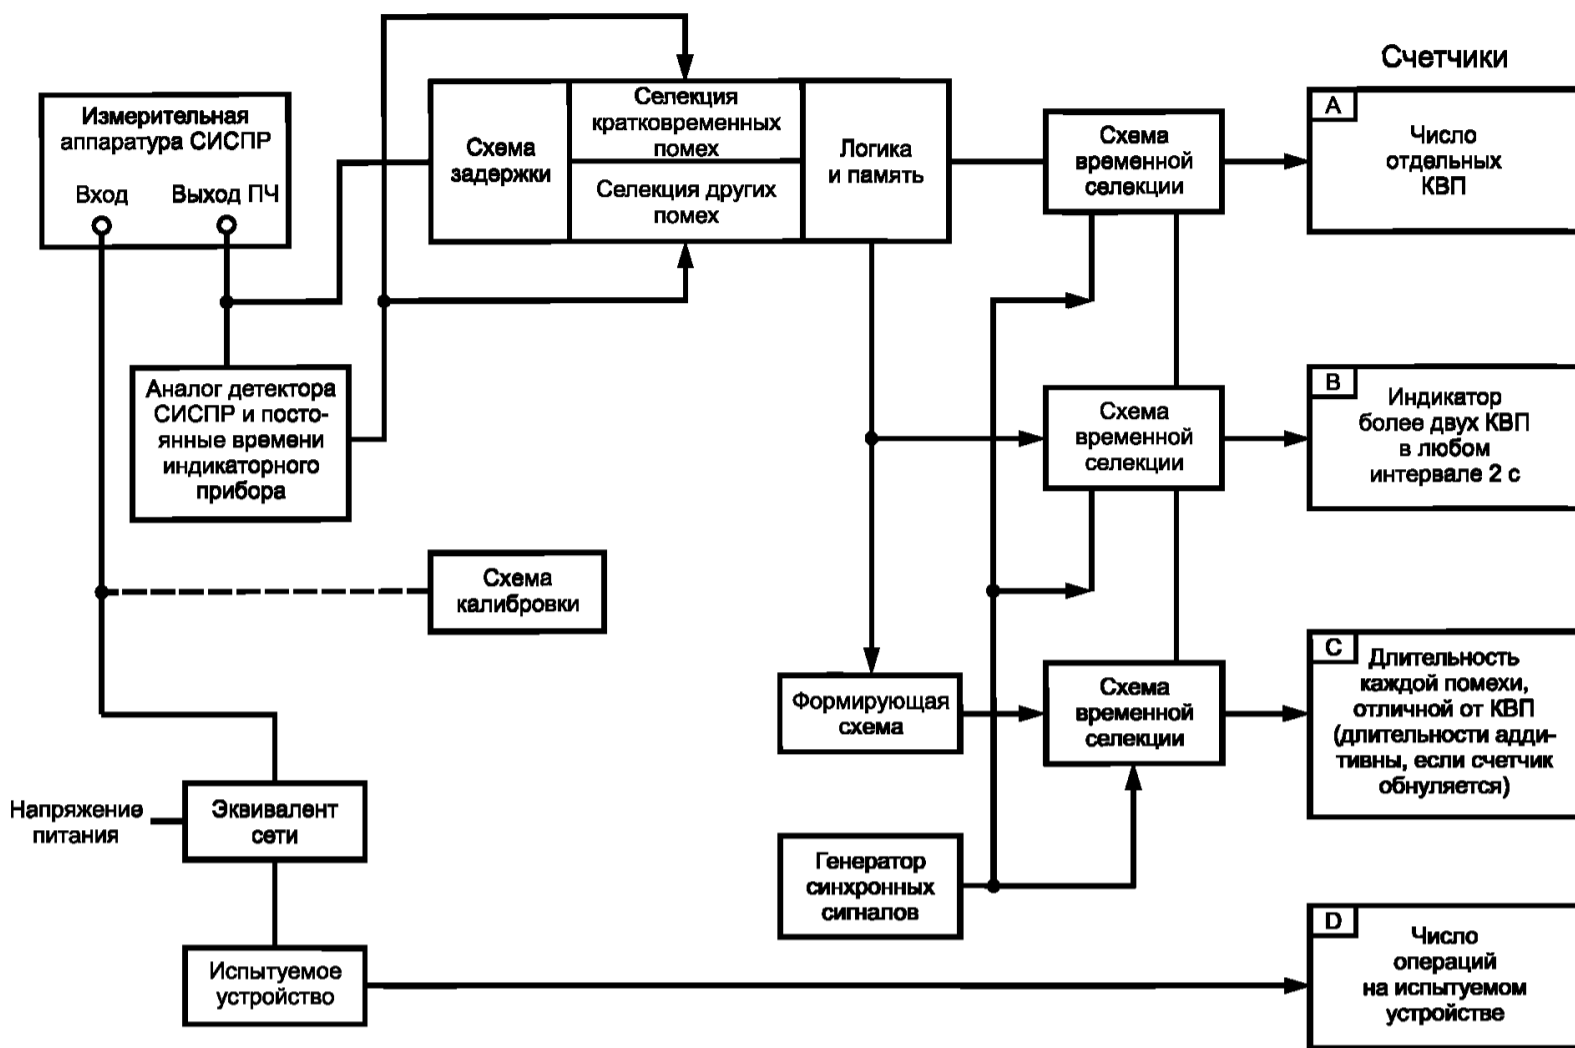 Счетчики
Измерительная
аппаратура СИСПР
Вход
Выход ПЧ
Схема
задержки
Селекция
кратковременных
помех
Селекция других
помех
Логика
и память
Схема
временной
селекции
A
Число
отдельных
КВП
Аналог детектора
СИСПР и посто-
янные времени
индикаторного
прибора
Схема
временной
селекции
B
Индикатор
более двух КВП
в любом
интервале 2 с
Схема
калибровки
Формирующая
схема
Схема
временной
селекции
C
Длительность
каждой помехи,
отличной от КВП
(длительности адди-
тивны, если счетчик
обнуляется)
Напряжение
питания
Эквивалент
сети
Генератор
синхронных
сигналов
Испытуемое
устройство
D
Число
операций
на испытуемом
устройстве